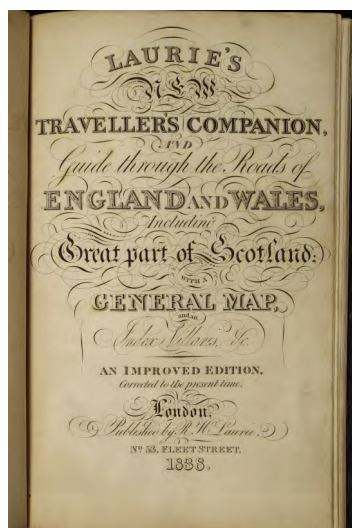 LAURIE'S
NEW
TRAVELLERS COMPANION,
AND
Guide through the Roads of
ENGLAND AND WALES,
Including
Great part of Scotland:
WITH A
GENERAL MAP,
and an
Index Villaris, &c.
AN IMPROVED EDITION,
Corrected to the present time.
London:
Published by R. H. Laurie.
No. 53, FLEET STREET.
1838.